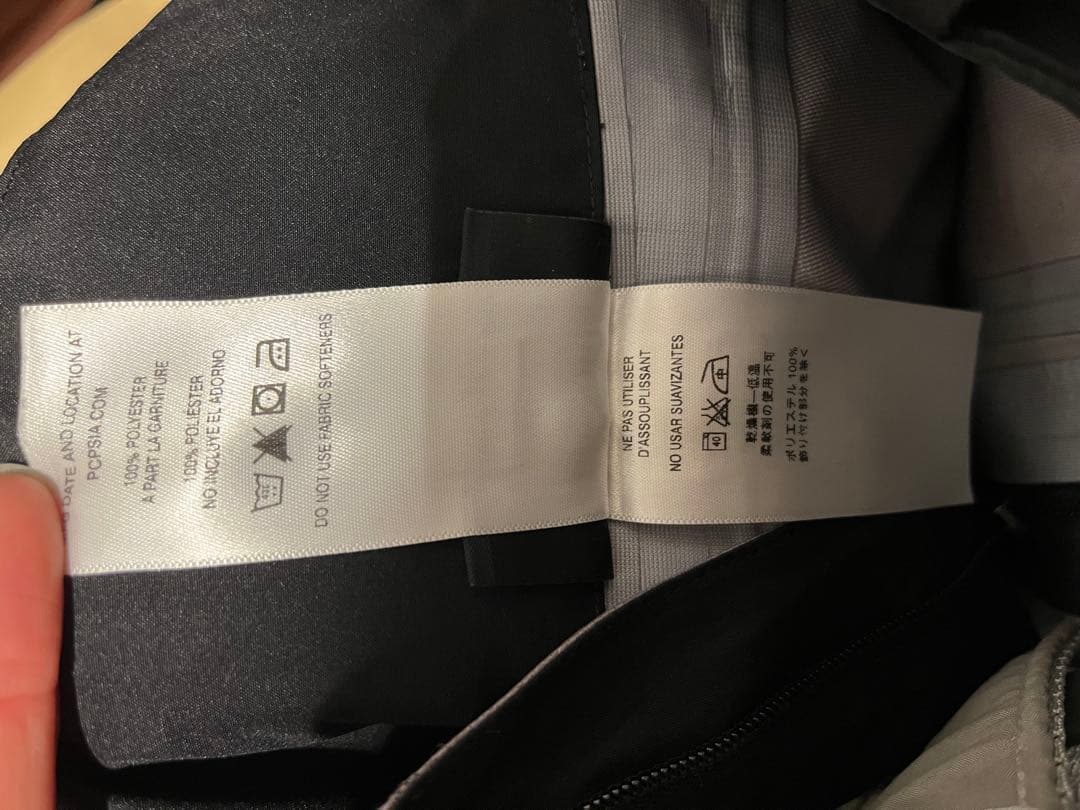 DATE AND LOCATION AT
PCPSIA.COM
100% POLYESTER
A PART LA GARNITURE
100% POLYESTER
NO INCLUYE EL ADORNO
DO NOT USE FABRIC SOFTENERS
NE PAS UTILISER
D'ASSOUPLISSANT
NO USAR SUAVIZANTES
40
中
乾燥機—低温
柔軟剤の使用不可
ポリエステル 100%
飾り付け部分を除く